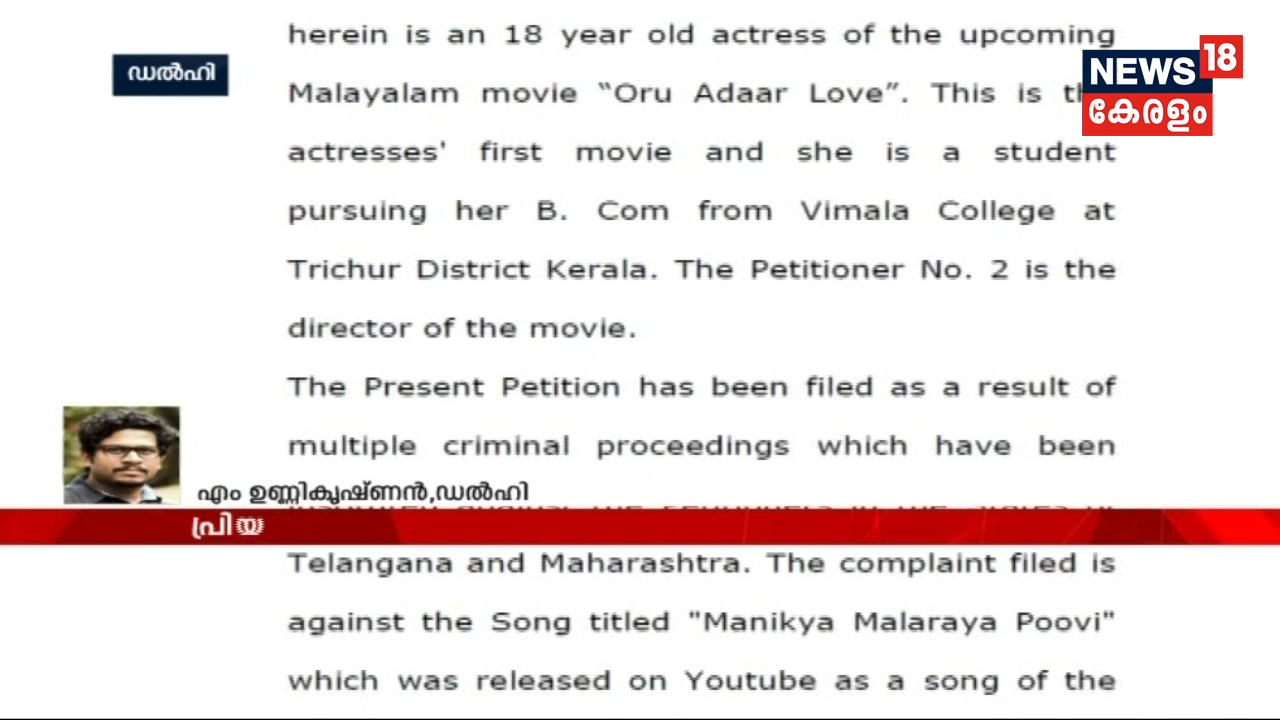 herein is an 18 year old actress of the upcoming
ഡൽഹി
NEWS 18
കേരളം
Malayalam movie “Oru Adaar Love”. This is
actresses' first movie and she is a student
pursuing her B. Com from Vimala College at
Trichur District Kerala. The Petitioner No. 2 is the
director of the movie.
The Present Petition has been filed as a result of
multiple criminal proceedings which have been
എം ഉണ്ണികൃഷ്ണൻ,ഡൽഹി
പ്രിയ
Telangana and Maharashtra. The complaint filed is
against the Song titled "Manikya Malaraya Poovi"
which was released on Youtube as a song of the